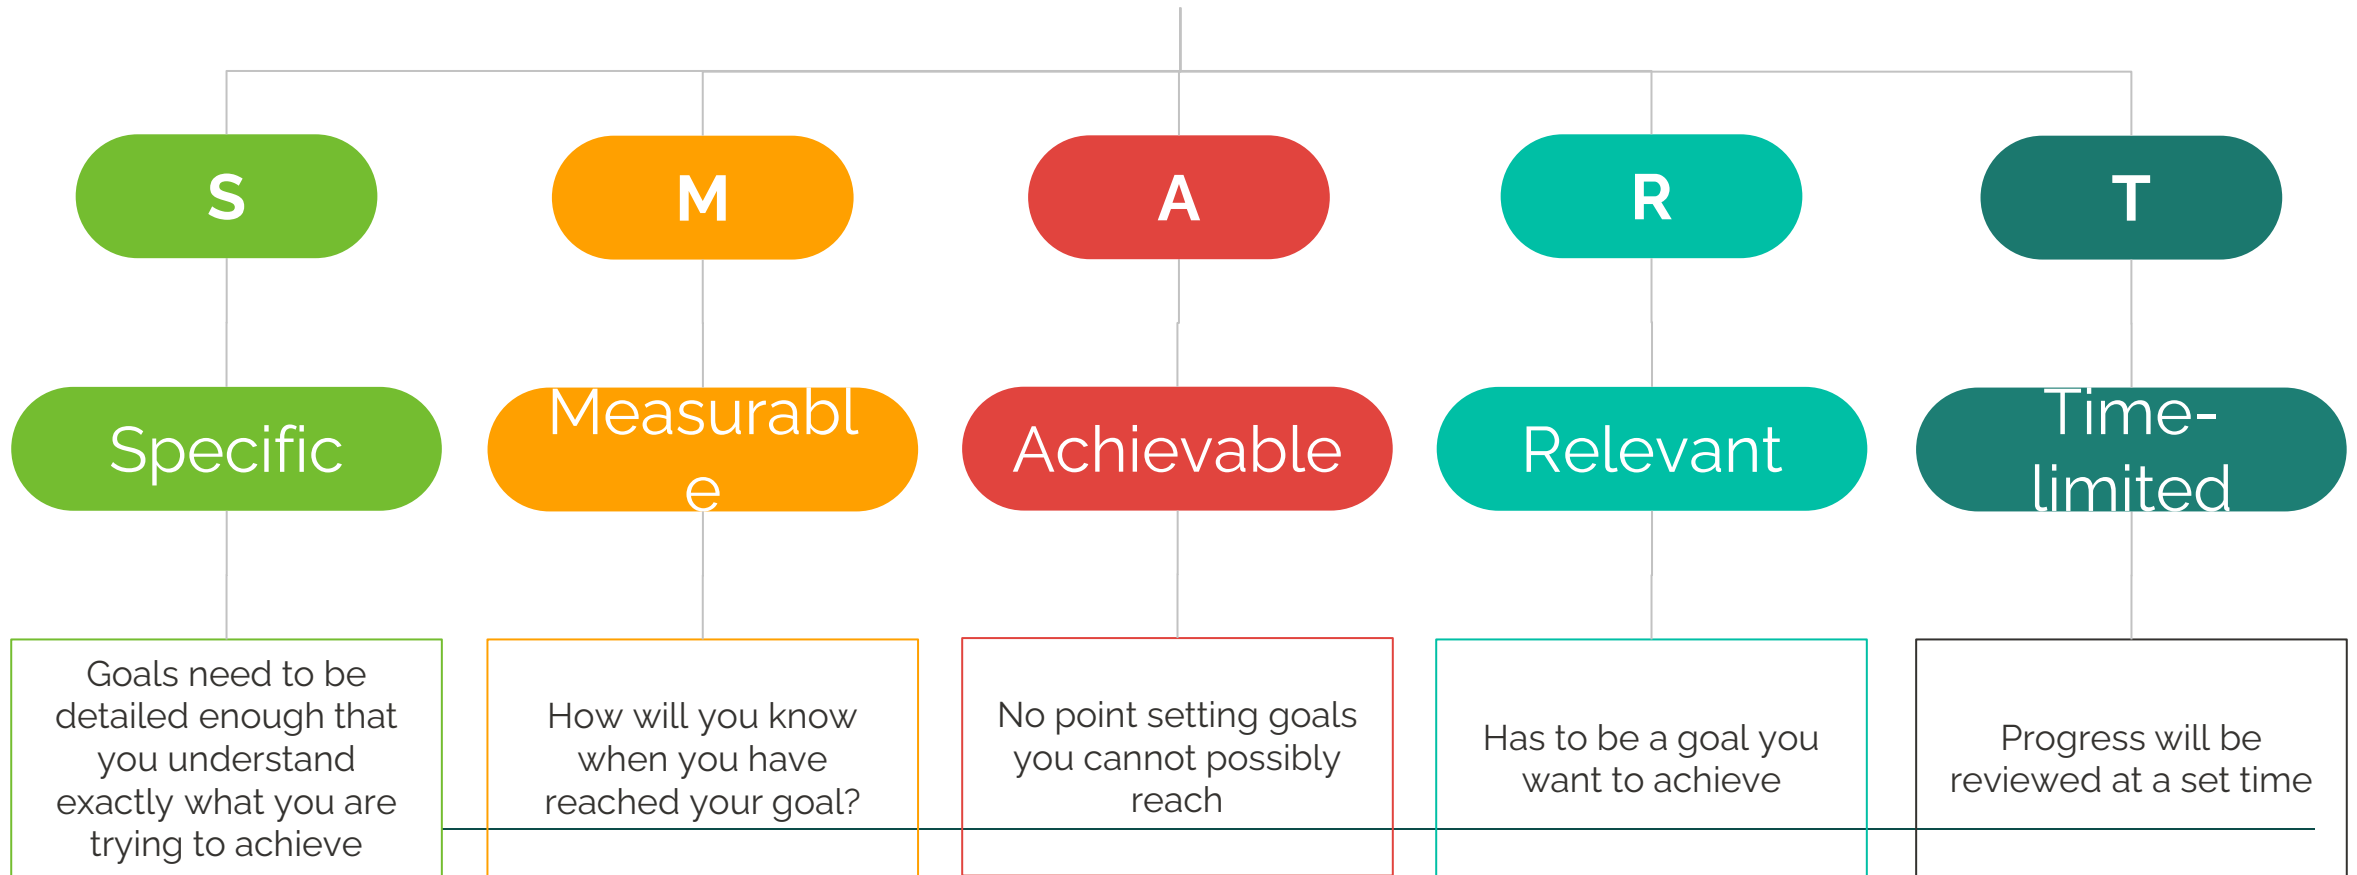 S
M
A
R
T
Specific
Measurabl
e
Achievable
Relevant
Time-
limited
Goals need to be
detailed enough that
you understand
exactly what you are
trying to achieve
How will you know
when you have
reached your goal?
No point setting goals
you cannot possibly
reach
Has to be a goal you
want to achieve
Progress will be
reviewed at a set time